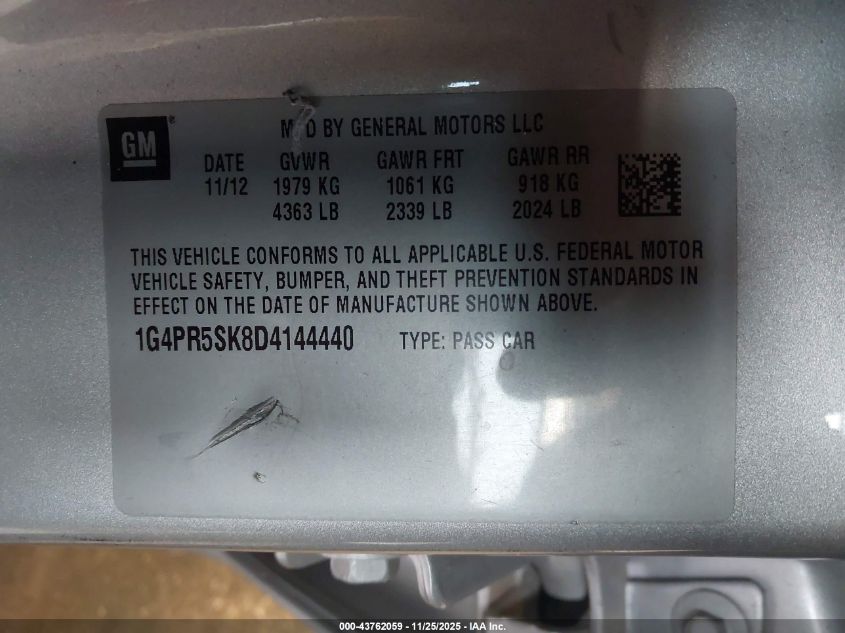 GM®
MFD BY GENERAL MOTORS LLC
DATE GVWR GAWR FRT GAWR RR
11/12 1979 KG 1061 KG 918 KG
4363 LB 2339 LB 2024 LB
THIS VEHICLE CONFORMS TO ALL APPLICABLE U.S. FEDERAL MOTOR
VEHICLE SAFETY, BUMPER, AND THEFT PREVENTION STANDARDS IN
EFFECT ON THE DATE OF MANUFACTURE SHOWN ABOVE.
1G4PR5SK8D4144440 TYPE: PASS CAR
000-43762059 - 11/25/2025 - IAA Inc.